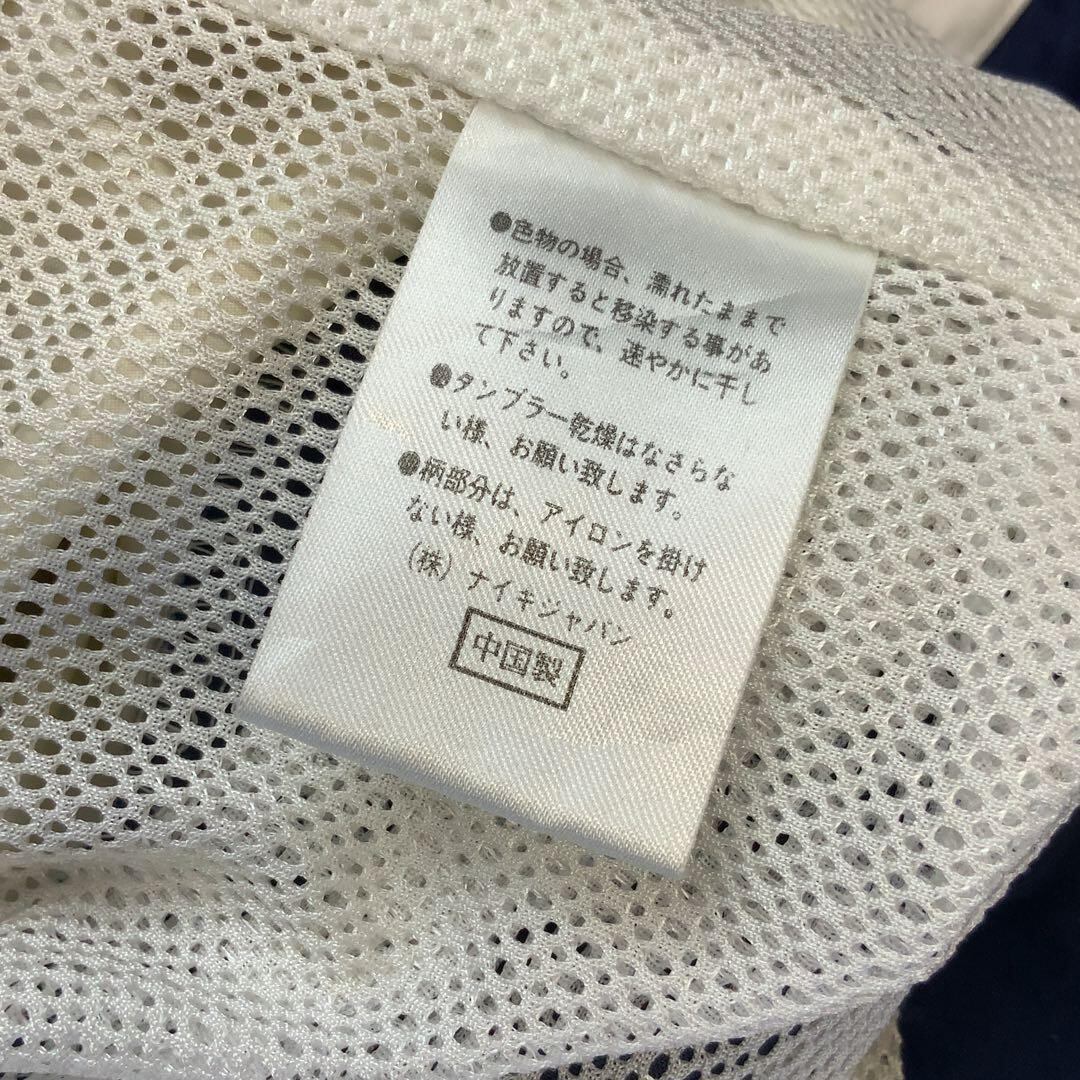 ●色物の場合、濡れたままで
放置すると移染する事があ
りますので、速やかに干し
て下さい。
●タンブラー乾燥はなさらな
い様、お願い致します。
●柄部分は、アイロンを掛け
ない様、お願い致します。
(株)ナイキジャパン
中国製